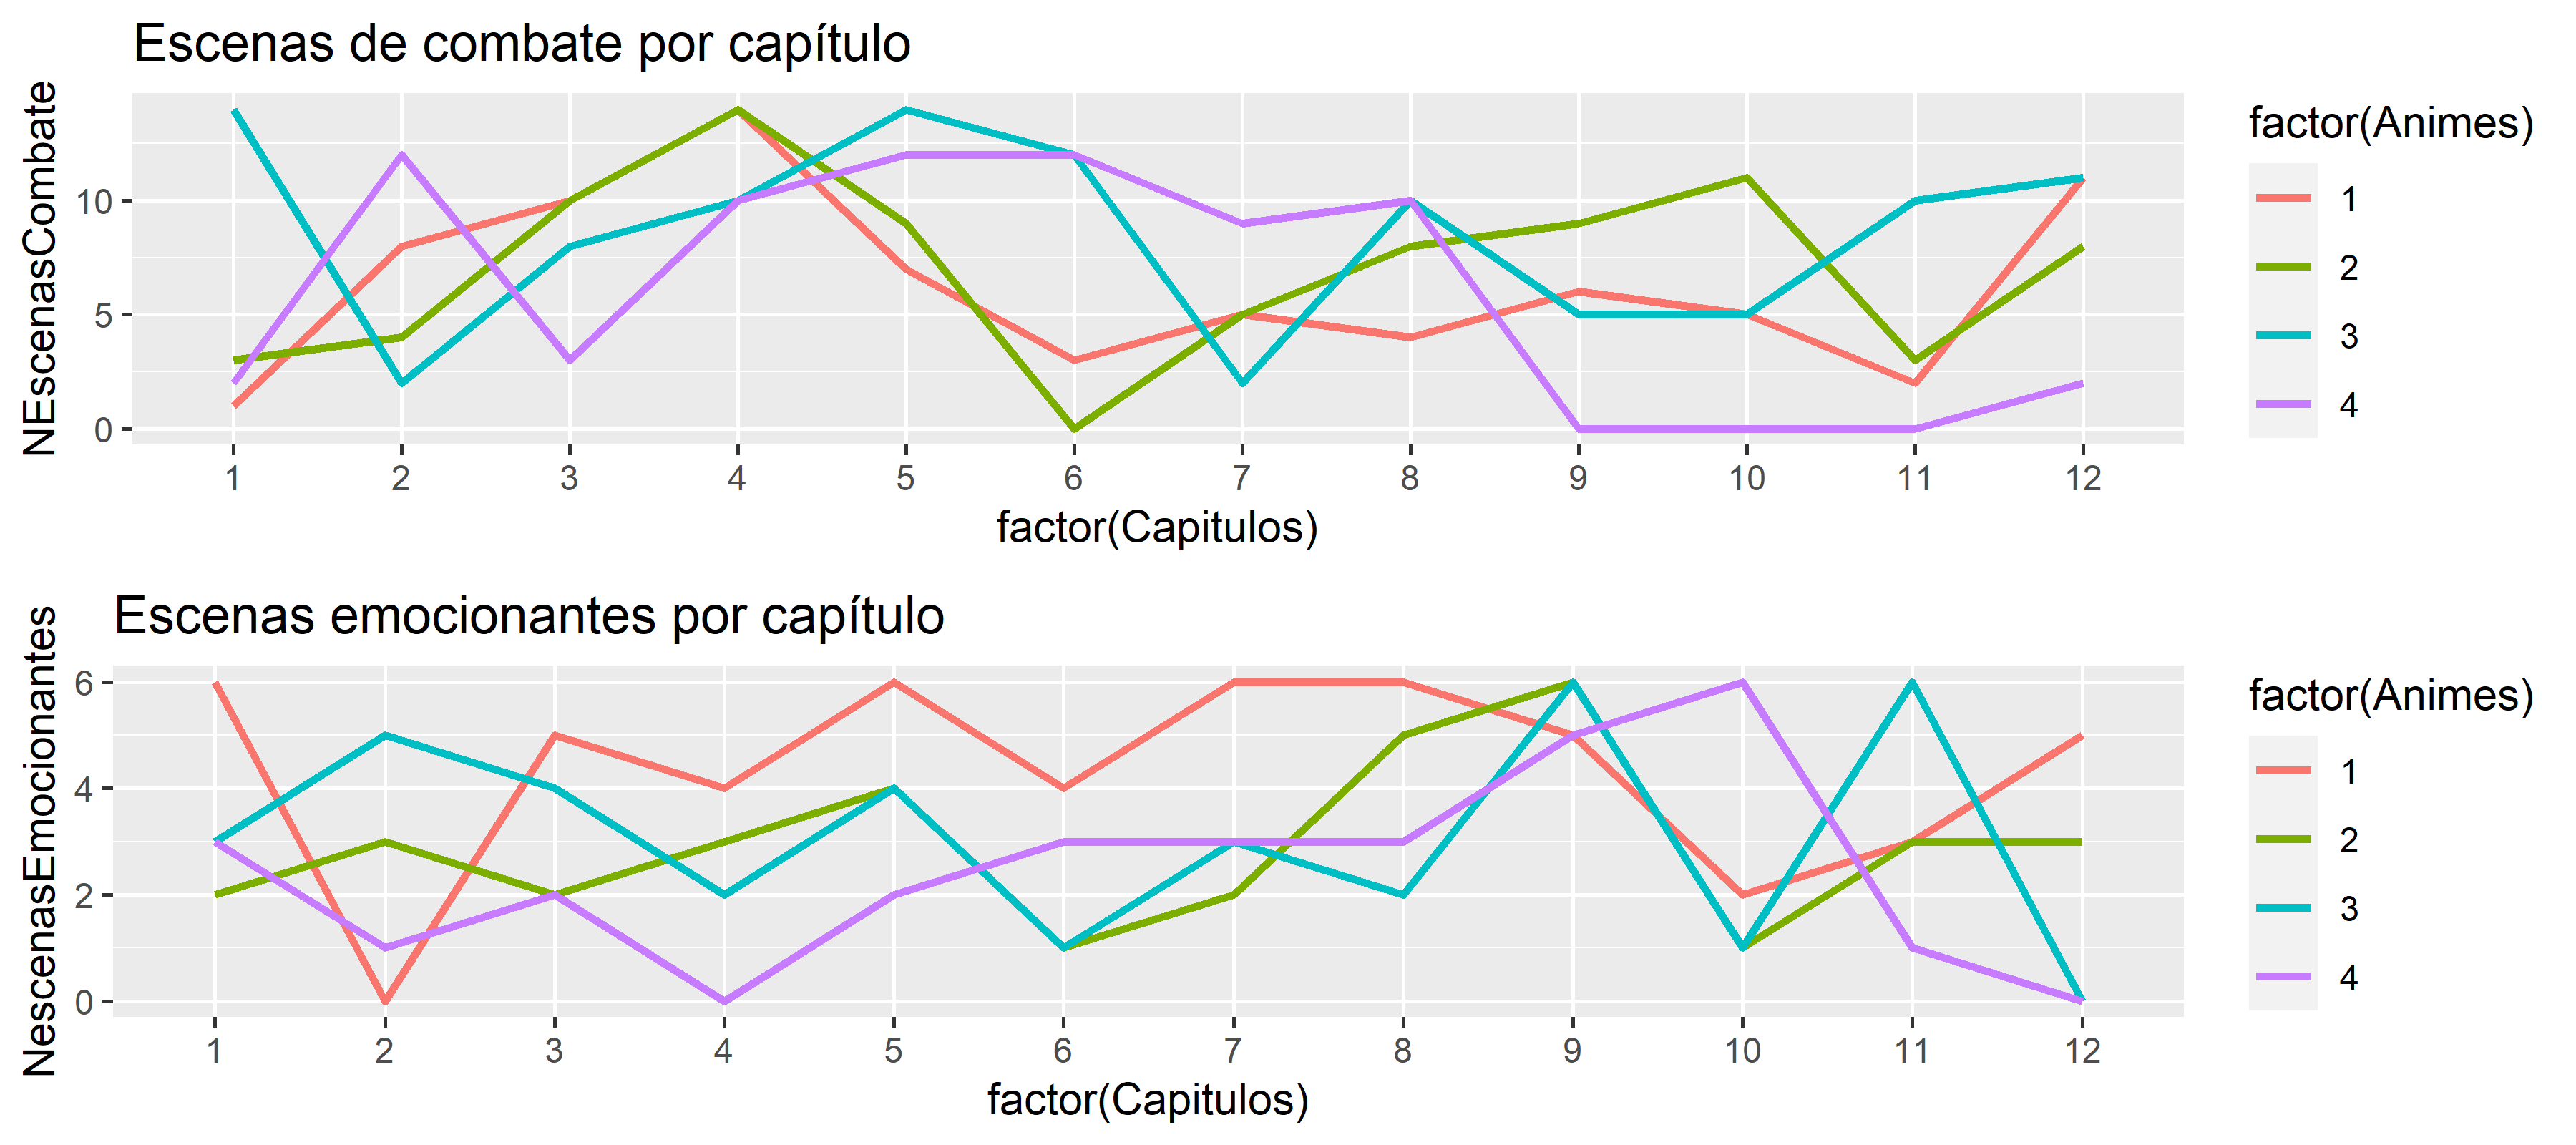 Escenas de combate por capítulo
NEscenasCombate
10
5
0
1 2 3 4 5 6 7 8 9 10 11 12
factor(Capitulos)
factor(Animes)
1
2
3
4
Escenas emocionantes por capítulo
NescenasEmocionantes
6
4
2
0
1 2 3 4 5 6 7 8 9 10 11 12
factor(Capitulos)
factor(Animes)
1
2
3
4